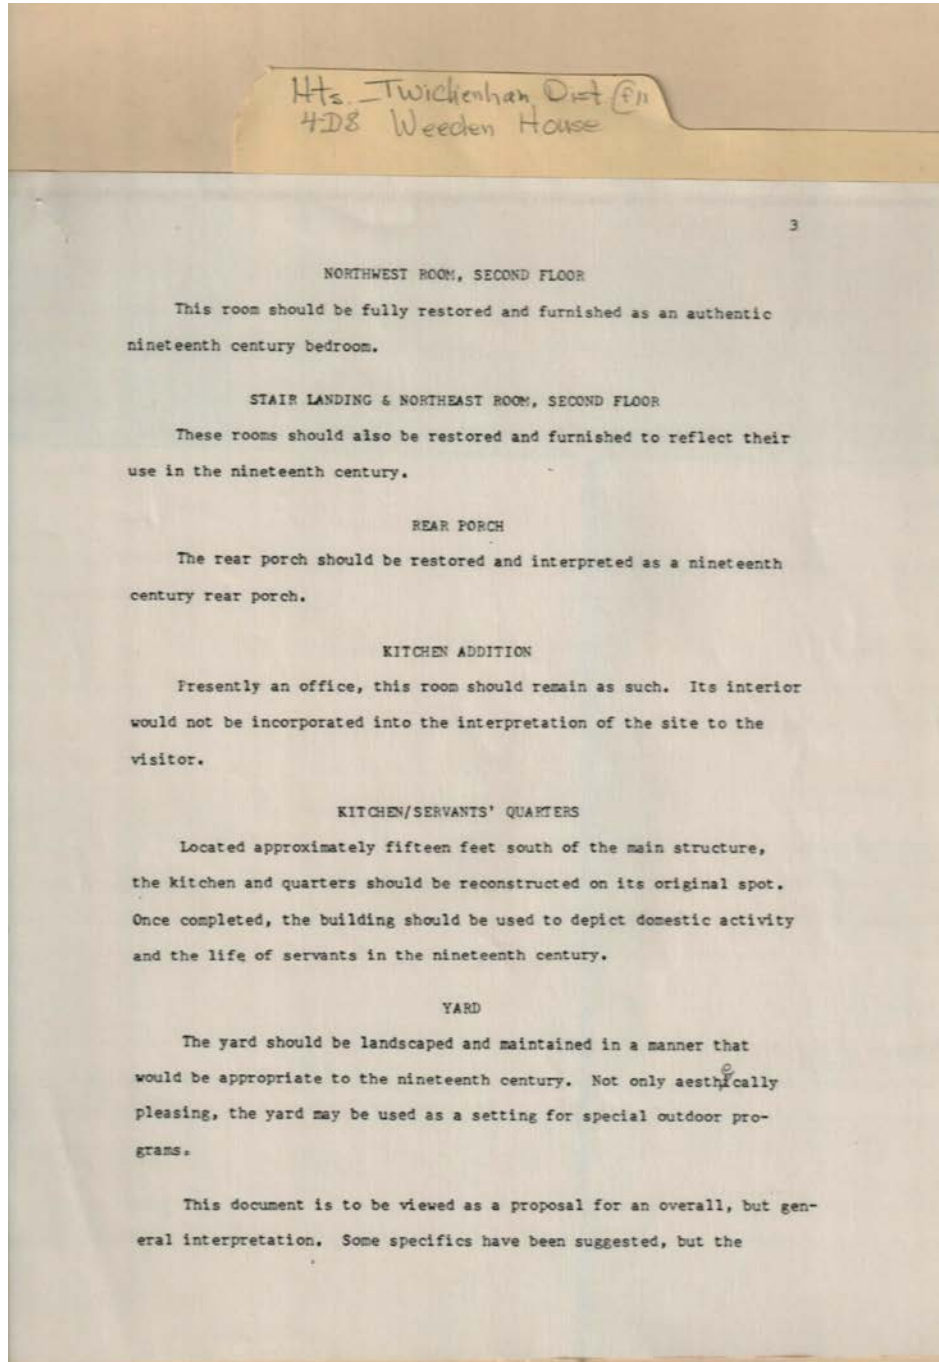 Hts. - Twickenham Dist (f11
4-D8 Weeden House
3
NORTHWEST ROOM, SECOND FLOOR
This room should be fully restored and furnished as an authentic
nineteenth century bedroom.
STAIR LANDING & NORTHEAST ROOM, SECOND FLOOR
These rooms should also be restored and furnished to reflect their
use in the nineteenth century.
REAR PORCH
The rear porch should be restored and interpreted as a nineteenth
century rear porch.
KITCHEN ADDITION
Presently an office, this room should remain as such. Its interior
would not be incorporated into the interpretation of the site to the
visitor.
KITCHEN/SERVANTS' QUARTERS
Located approximately fifteen feet south of the main structure,
the kitchen and quarters should be reconstructed on its original spot.
Once completed, the building should be used to depict domestic activity
and the life of servants in the nineteenth century.
YARD
The yard should be landscaped and maintained in a manner that
would be appropriate to the nineteenth century. Not only aesthetically
pleasing, the yard may be used as a setting for special outdoor pro-
grams.
This document is to be viewed as a proposal for an overall, but gen-
eral interpretation. Some specifics have been suggested, but the